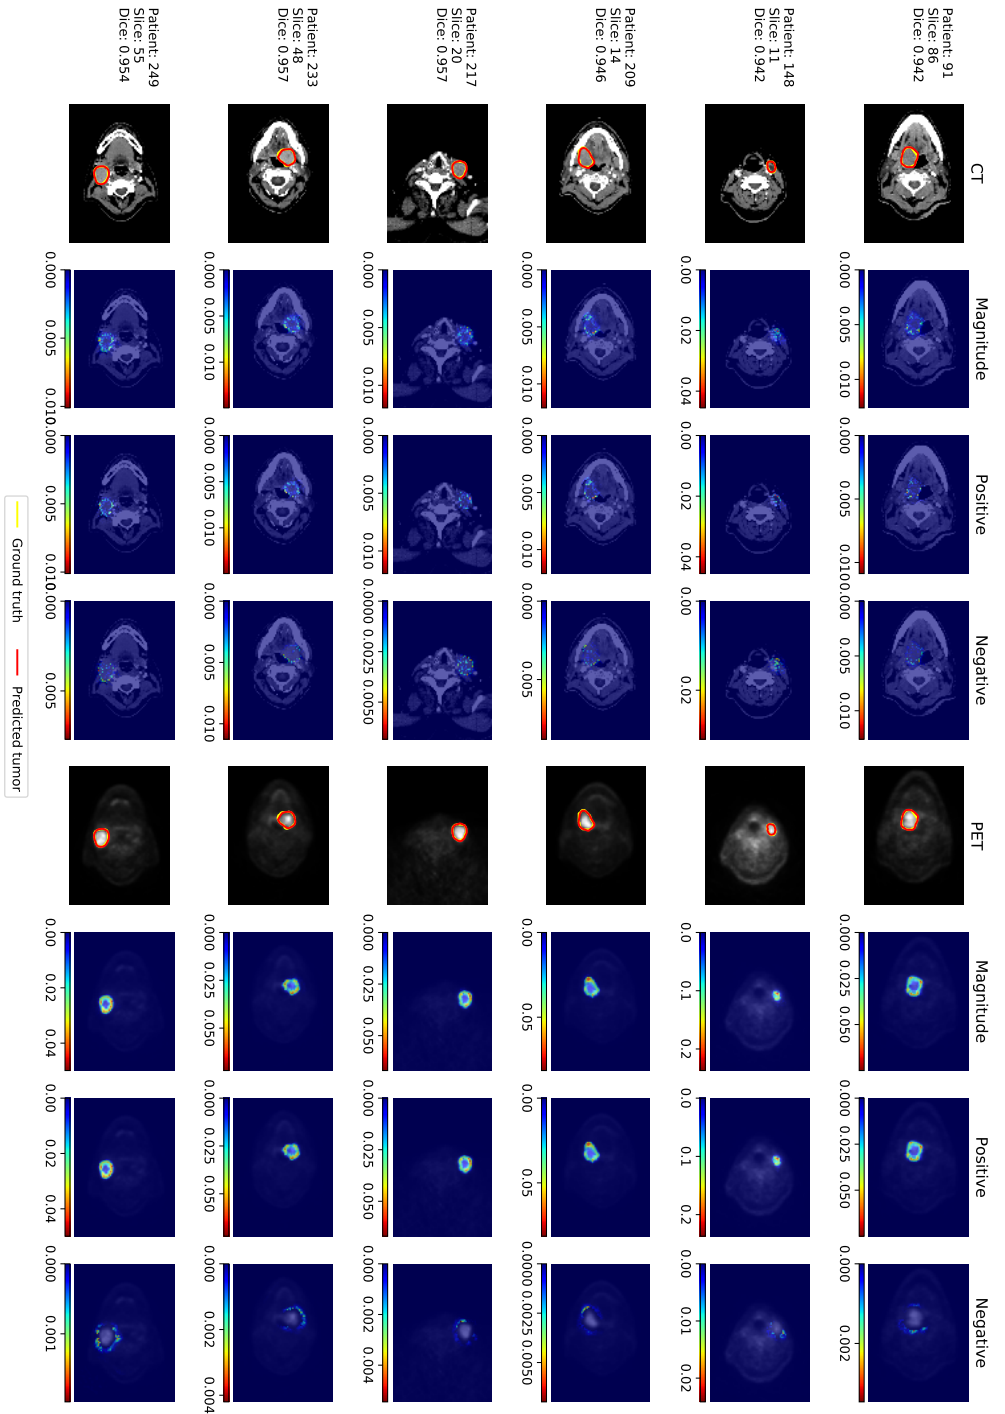 CT Magnitude Positive Negative PET Magnitude Positive Negative
Patient: 91
Slice: 86
Dice: 0.942
0.000 0.005 0.010
0.000 0.005 0.010
0.000 0.005 0.010
0.000 0.025 0.050
0.000 0.025 0.050
0.000 0.002
Patient: 148
Slice: 11
Dice: 0.942
0.00 0.02 0.04
0.00 0.02 0.04
0.00 0.02
0.0 0.1 0.2
0.0 0.1 0.2
0.00 0.01 0.02
Patient: 209
Slice: 14
Dice: 0.946
0.000 0.005 0.010
0.000 0.005 0.010
0.000 0.005
0.00 0.05
0.00 0.05
0.0000 0.0025 0.0050
Patient: 217
Slice: 20
Dice: 0.957
0.000 0.005 0.010
0.000 0.005 0.010
0.0000 0.0025 0.0050
0.000 0.025 0.050
0.000 0.025 0.050
0.000 0.002 0.004
Patient: 233
Slice: 48
Dice: 0.957
0.000 0.005 0.010
0.000 0.005 0.010
0.000 0.005 0.010
0.000 0.025 0.050
0.000 0.025 0.050
0.000 0.002 0.004
Patient: 249
Slice: 55
Dice: 0.954
0.000 0.005 0.010
0.000 0.005 0.010
0.000 0.005
0.00 0.02 0.04
0.00 0.02 0.04
0.000 0.001
Ground truth Predicted tumor